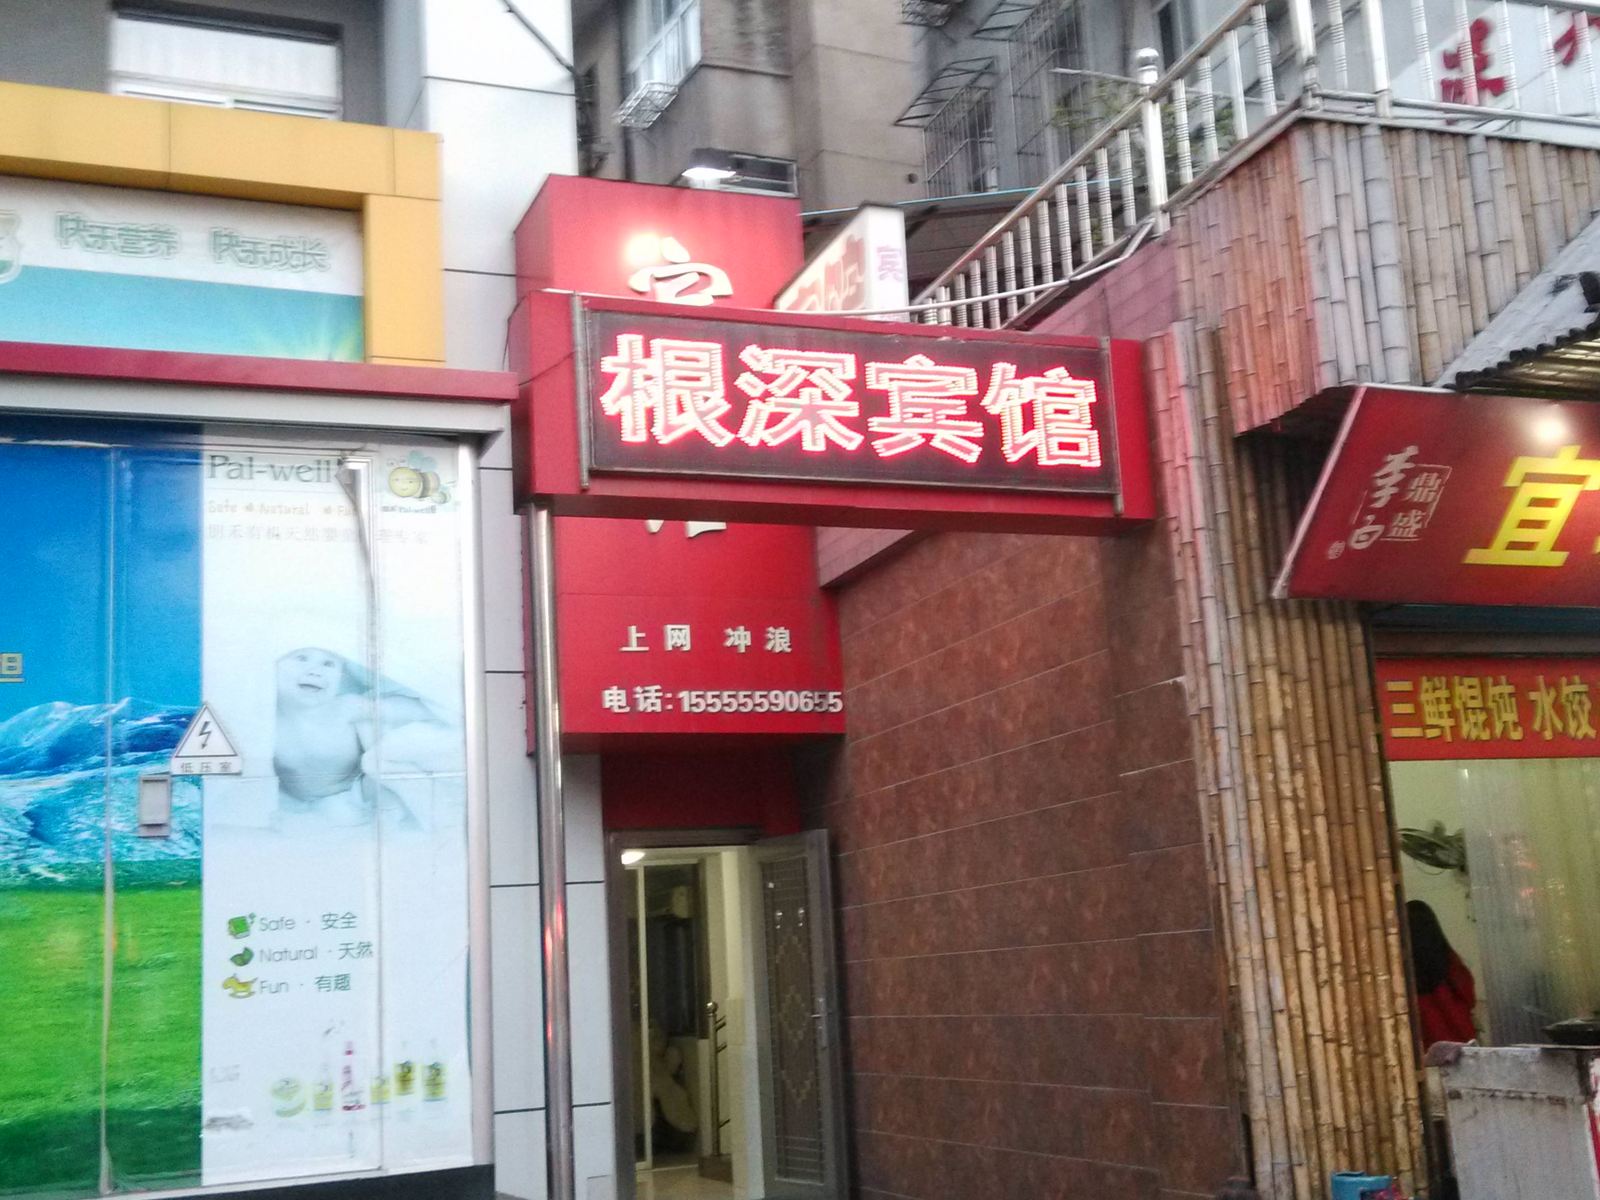 快乐营养 快乐成长
宾
根深宾馆
上网 冲浪
电话:15555590655
Pal-well
Safe Natural Fun
低压室
Safe · 安全
Natural · 天然
Fun · 有趣
李白
鼎盛
宜
三鲜馄饨 水饺